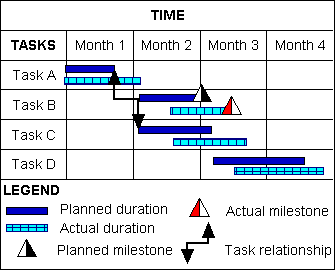 TIME
TASKS Month 1 Month 2 Month 3 Month 4
Task A
Task B
Task C
Task D
LEGEND
Planned duration Actual milestone
Actual duration
Planned milestone Task relationship